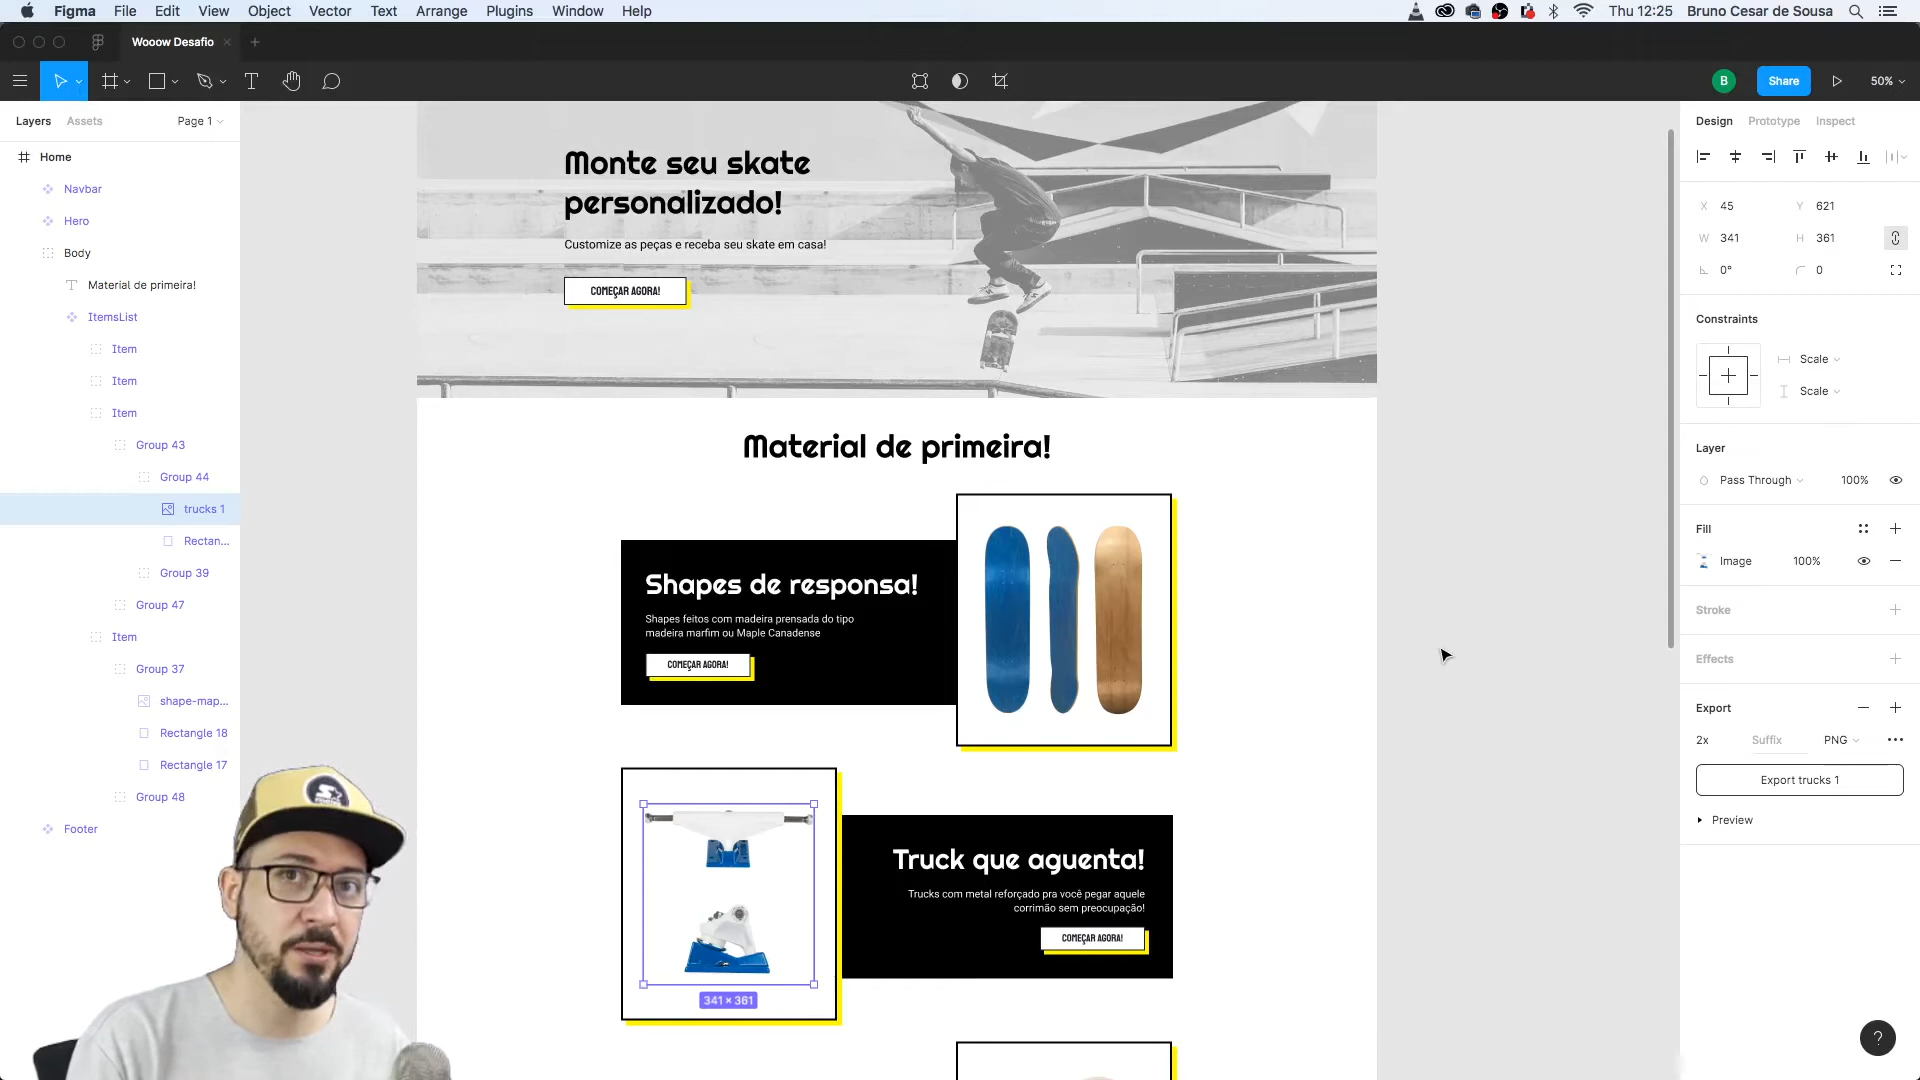 Figma File Edit View Object Vector Text Arrange Plugins Window Help
Thu 12:25 Bruno Cesar de Sousa
Wooow Desafio
B Share 50%
Layers Assets Page 1
Home
Navbar
Hero
Body
Material de primeira!
ItemsList
Item
Item
Item
Group 43
Group 44
trucks 1
Rectan...
Group 39
Group 47
Item
Group 37
shape-map...
Rectangle 18
Rectangle 17
Group 48
Footer
Monte seu skate
personalizado!
Customize as peças e receba seu skate em casa!
COMEÇAR AGORA!
Material de primeira!
Shapes de responsa!
Shapes feitos com madeira prensada do tipo
madeira marfim ou Maple Canadense
COMEÇAR AGORA!
341 × 361
Truck que aguenta!
Trucks com metal reforçado pra você pegar aquele
corrimão sem preocupação!
COMEÇAR AGORA!
Design Prototype Inspect
X 45 Y 621
W 341 H 361
0° 0
Constraints
Scale
Scale
Layer
Pass Through 100%
Fill
Image 100%
Stroke
Effects
Export
2x Suffix PNG
Export trucks 1
Preview
?